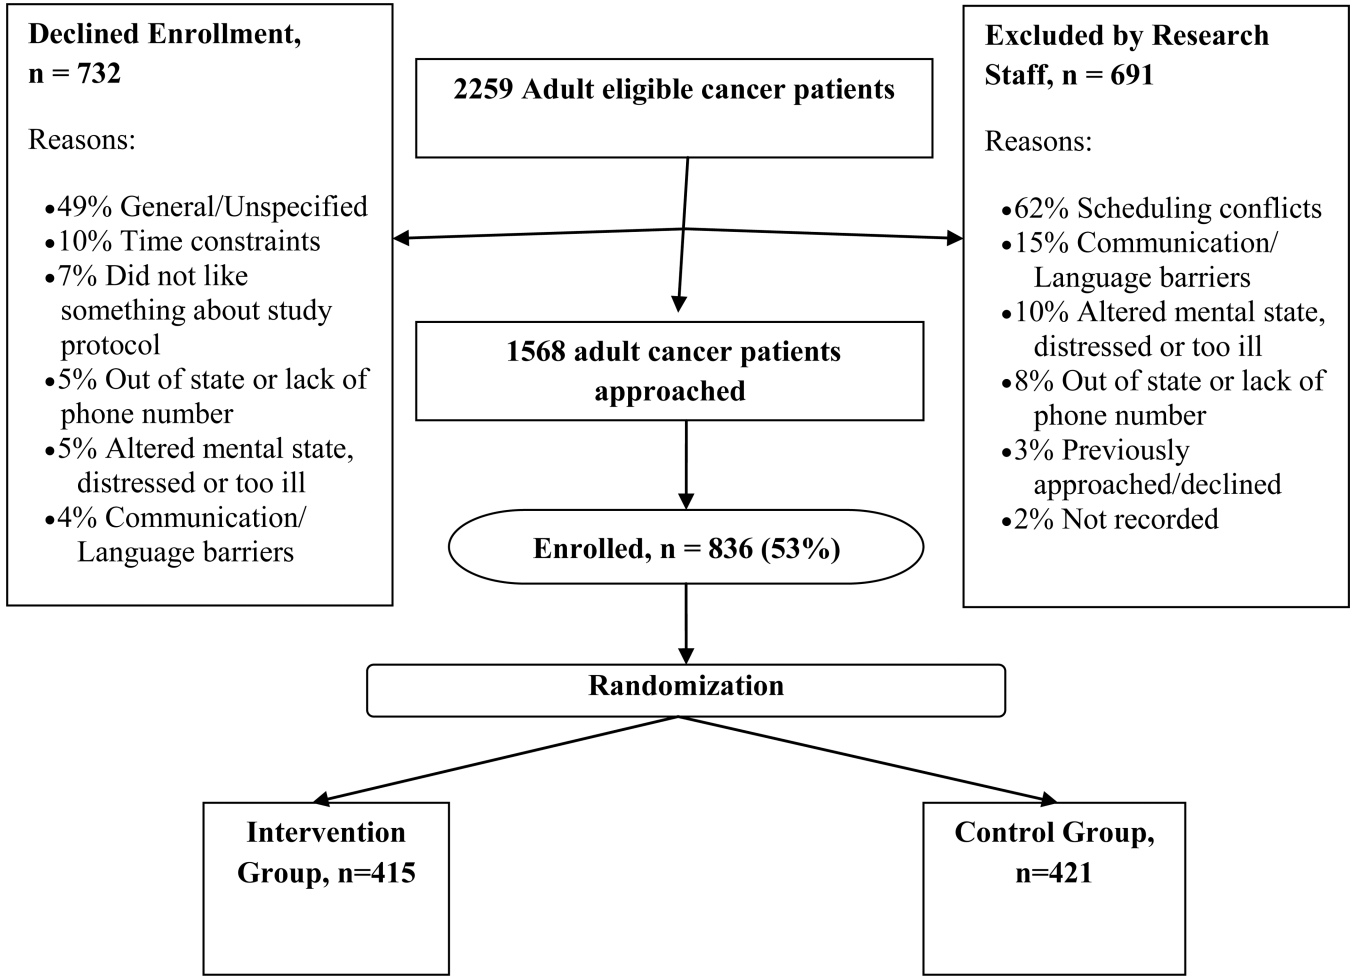 Declined Enrollment,
n = 732
Reasons:
•49% General/Unspecified
•10% Time constraints
•7% Did not like
something about study
protocol
•5% Out of state or lack of
phone number
•5% Altered mental state,
distressed or too ill
•4% Communication/
Language barriers
2259 Adult eligible cancer patients
Excluded by Research
Staff, n = 691
Reasons:
•62% Scheduling conflicts
•15% Communication/
Language barriers
•10% Altered mental state,
distressed or too ill
•8% Out of state or lack of
phone number
•3% Previously
approached/declined
•2% Not recorded
1568 adult cancer patients
approached
Enrolled, n = 836 (53%)
Randomization
Intervention
Group, n=415
Control Group,
n=421